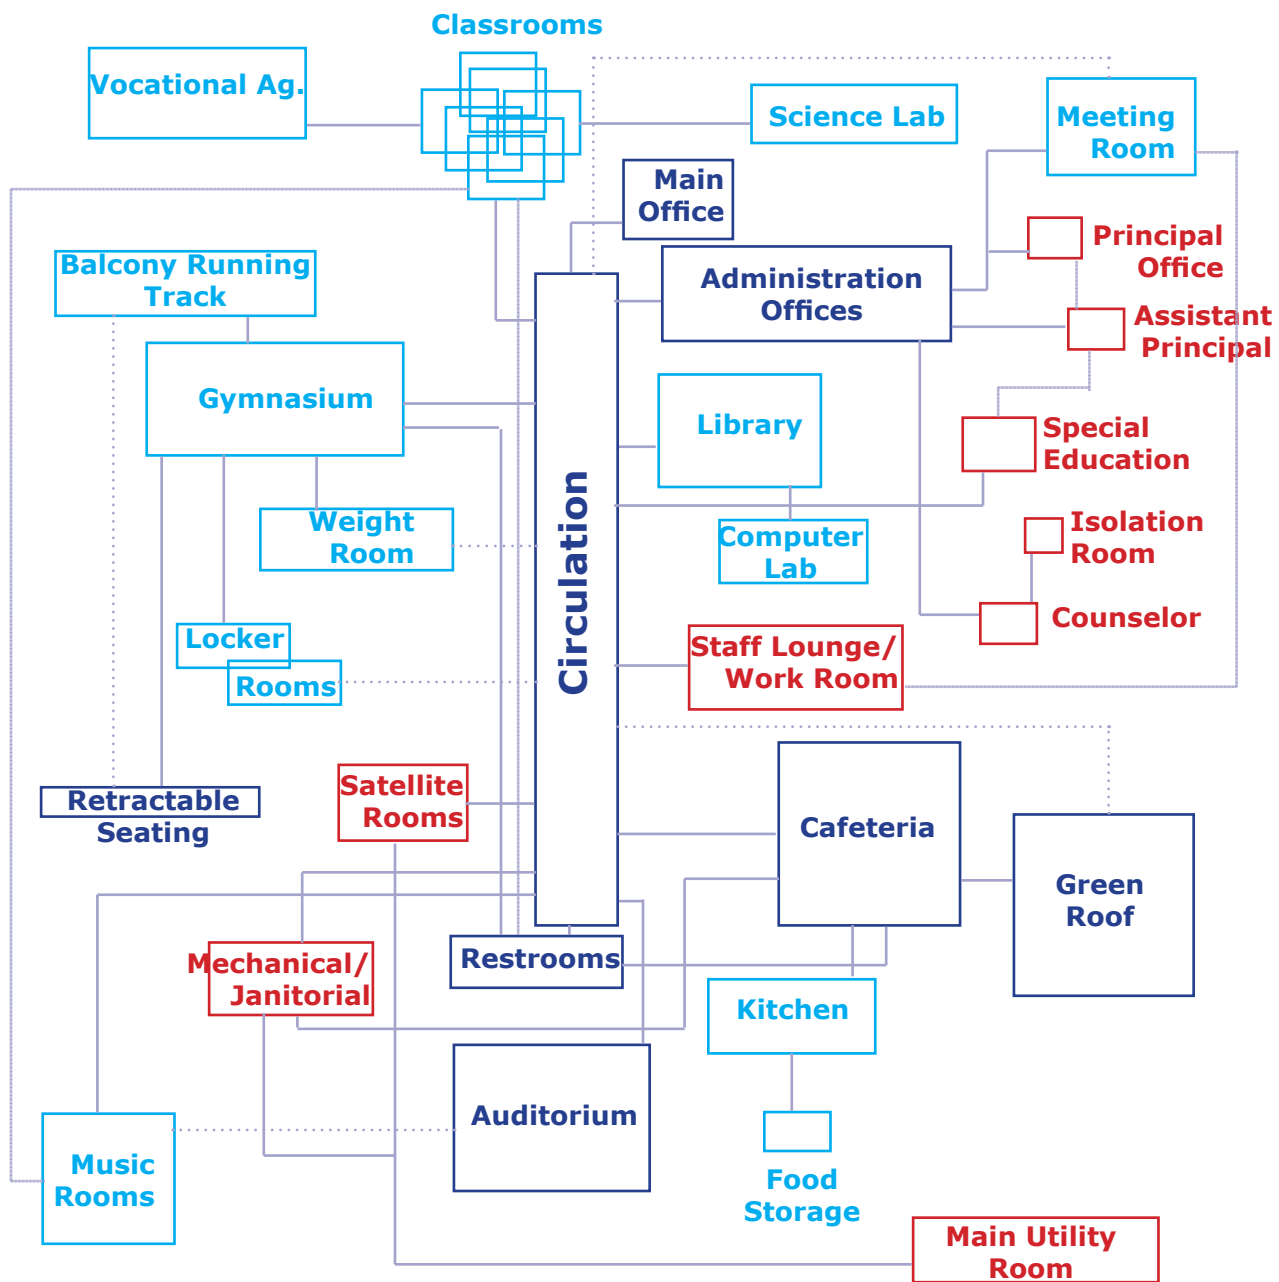 Classrooms
Vocational Ag.
Science Lab
Meeting
Room
Main
Office
Principal
Office
Balcony Running
Track
Administration
Offices
Assistant
Principal
Gymnasium
Library
Special
Education
Circulation
Weight
Room
Computer
Lab
Isolation
Room
Counselor
Locker
Rooms
Staff Lounge/
Work Room
Retractable
Seating
Satellite
Rooms
Cafeteria
Green
Roof
Restrooms
Mechanical/
Janitorial
Kitchen
Auditorium
Music
Rooms
Food
Storage
Main Utility
Room